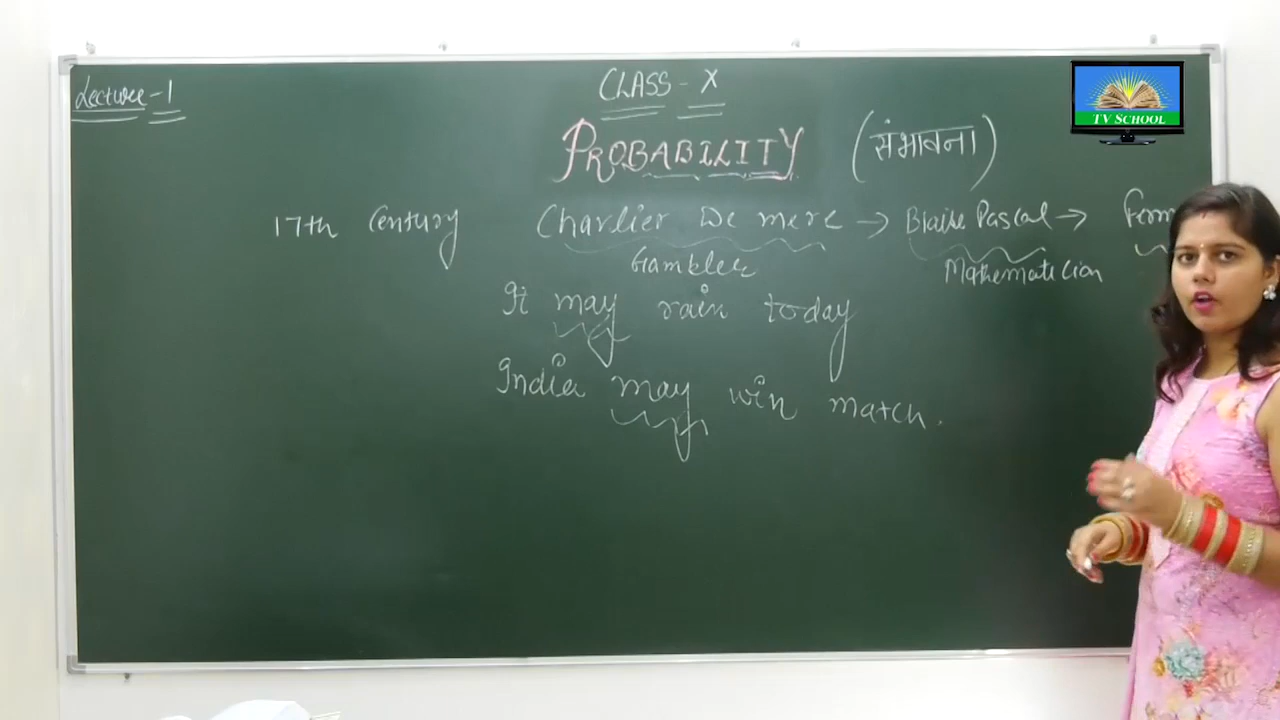 Lecture-1
CLASS - X
TV SCHOOL
PROBABILITY (संभावना)
17th Century Charlier De mere → Blaise Pascal → Ferm
Gambler Mathematician
It may rain today
India may win match.